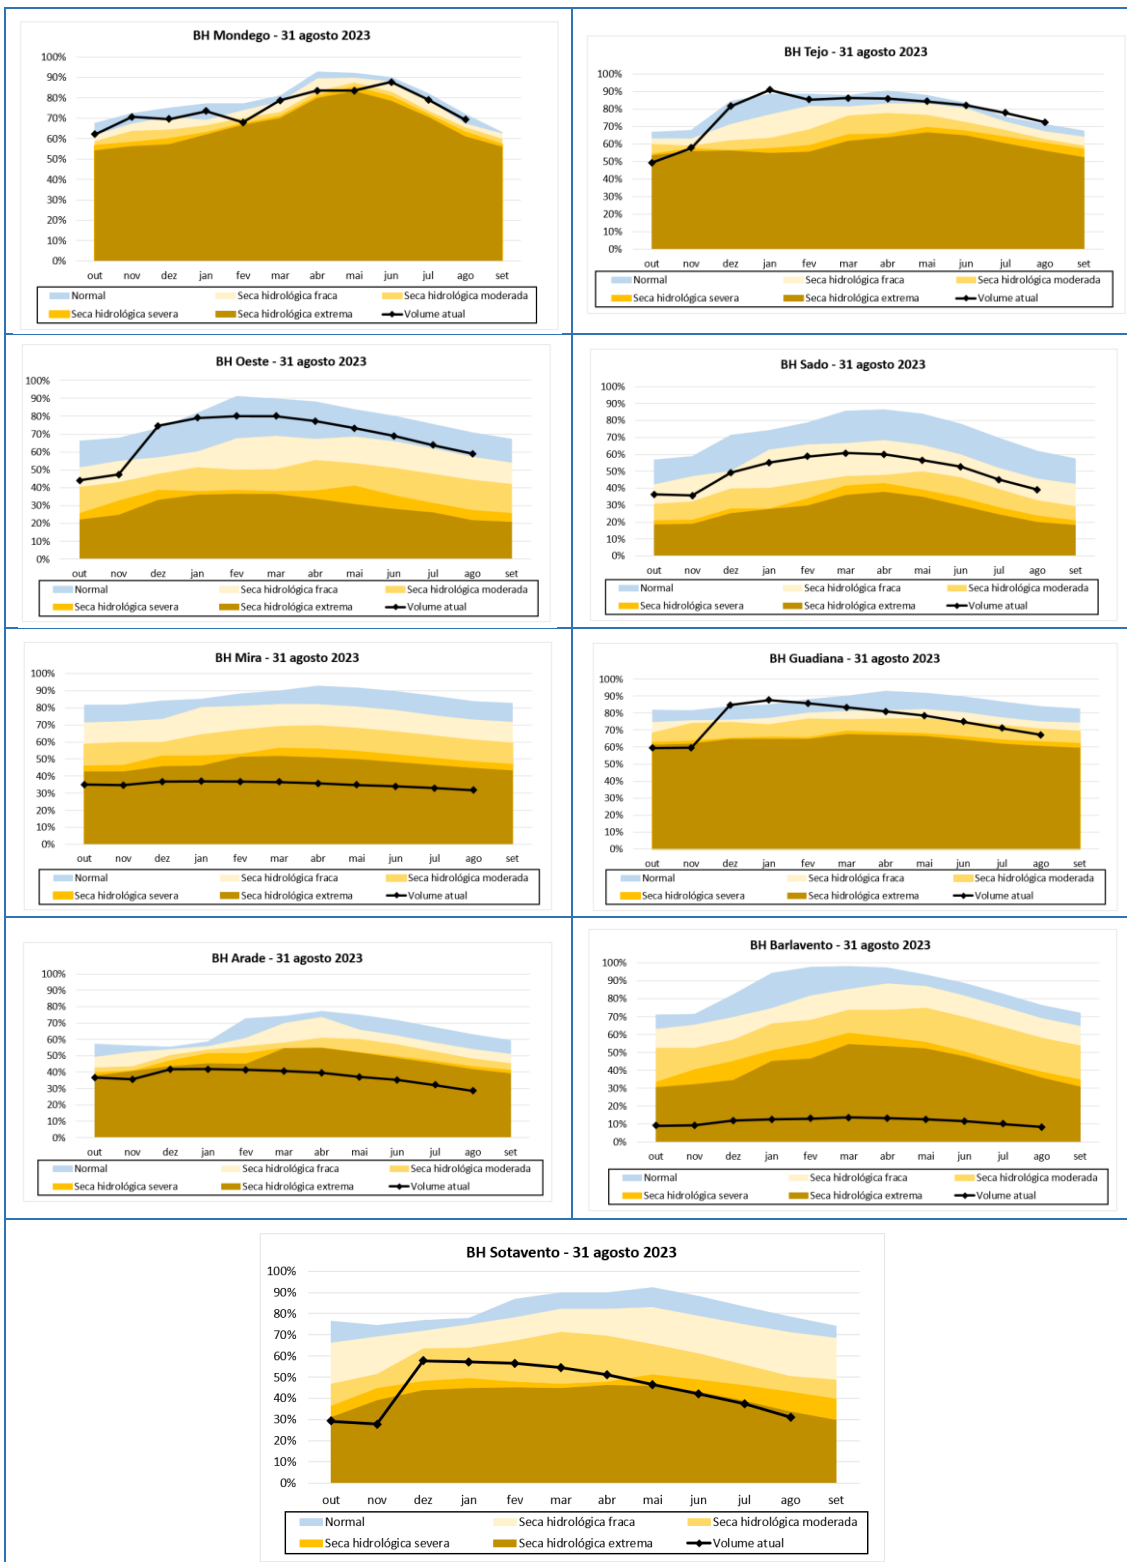 BH Mondego - 31 agosto 2023
100%
90%
80%
70%
60%
50%
40%
30%
20%
10%
0%
out nov dez jan fev mar abr mai jun jul ago set
Normal Seca hidrológica fraca Seca hidrológica moderada
Seca hidrológica severa Seca hidrológica extrema Volume atual
BH Tejo - 31 agosto 2023
100%
90%
80%
70%
60%
50%
40%
30%
20%
10%
0%
out nov dez jan fev mar abr mai jun jul ago set
Normal Seca hidrológica fraca Seca hidrológica moderada
Seca hidrológica severa Seca hidrológica extrema Volume atual
BH Oeste - 31 agosto 2023
100%
90%
80%
70%
60%
50%
40%
30%
20%
10%
0%
out nov dez jan fev mar abr mai jun jul ago set
Normal Seca hidrológica fraca Seca hidrológica moderada
Seca hidrológica severa Seca hidrológica extrema Volume atual
BH Sado - 31 agosto 2023
100%
90%
80%
70%
60%
50%
40%
30%
20%
10%
0%
out nov dez jan fev mar abr mai jun jul ago set
Normal Seca hidrológica fraca Seca hidrológica moderada
Seca hidrológica severa Seca hidrológica extrema Volume atual
BH Mira - 31 agosto 2023
100%
90%
80%
70%
60%
50%
40%
30%
20%
10%
0%
out nov dez jan fev mar abr mai jun jul ago set
Normal Seca hidrológica fraca Seca hidrológica moderada
Seca hidrológica severa Seca hidrológica extrema Volume atual
BH Guadiana - 31 agosto 2023
100%
90%
80%
70%
60%
50%
40%
30%
20%
10%
0%
out nov dez jan fev mar abr mai jun jul ago set
Normal Seca hidrológica fraca Seca hidrológica moderada
Seca hidrológica severa Seca hidrológica extrema Volume atual
BH Arade - 31 agosto 2023
100%
90%
80%
70%
60%
50%
40%
30%
20%
10%
0%
out nov dez jan fev mar abr mai jun jul ago set
Normal Seca hidrológica fraca Seca hidrológica moderada
Seca hidrológica severa Seca hidrológica extrema Volume atual
BH Barlavento - 31 agosto 2023
100%
90%
80%
70%
60%
50%
40%
30%
20%
10%
0%
out nov dez jan fev mar abr mai jun jul ago set
Normal Seca hidrológica fraca Seca hidrológica moderada
Seca hidrológica severa Seca hidrológica extrema Volume atual
BH Sotavento - 31 agosto 2023
100%
90%
80%
70%
60%
50%
40%
30%
20%
10%
0%
out nov dez jan fev mar abr mai jun jul ago set
Normal Seca hidrológica fraca Seca hidrológica moderada
Seca hidrológica severa Seca hidrológica extrema Volume atual